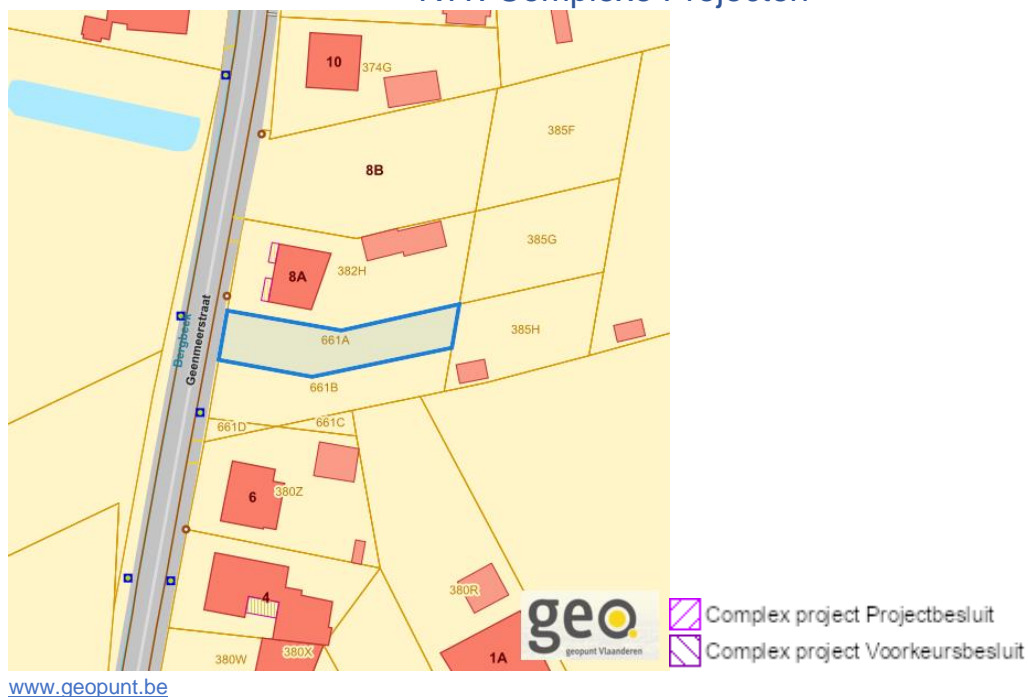 10
374G
385F
8B
385G
8A
382H
Bergbeek
Geenmeerstraat
661A
385H
661B
661D
661C
6
380Z
4
380R
380W
380X
1A
geo
geopunt Vlaanderen
Complex project Projectbesluit
Complex project Voorkeursbesluit
www.geopunt.be